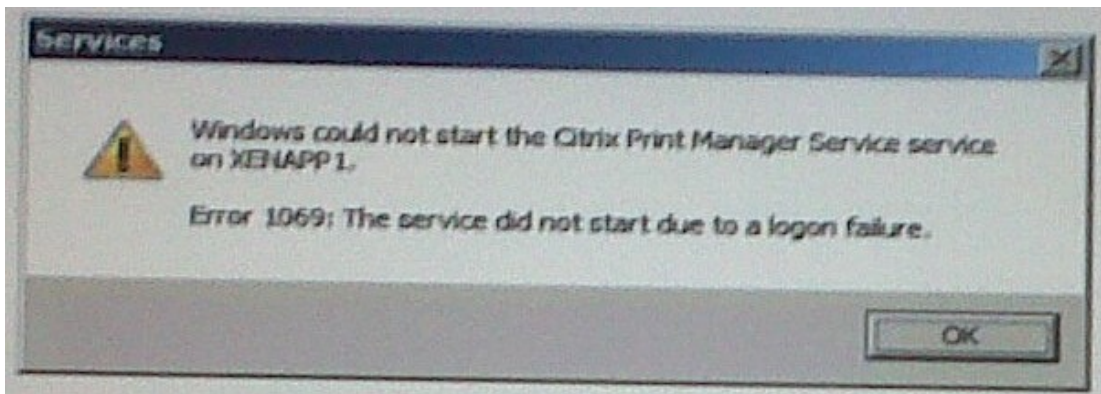 Services
Windows could not start the Citrix Print Manager Service service
on XENAPP1.
Error 1069: The service did not start due to a logon failure.
OK